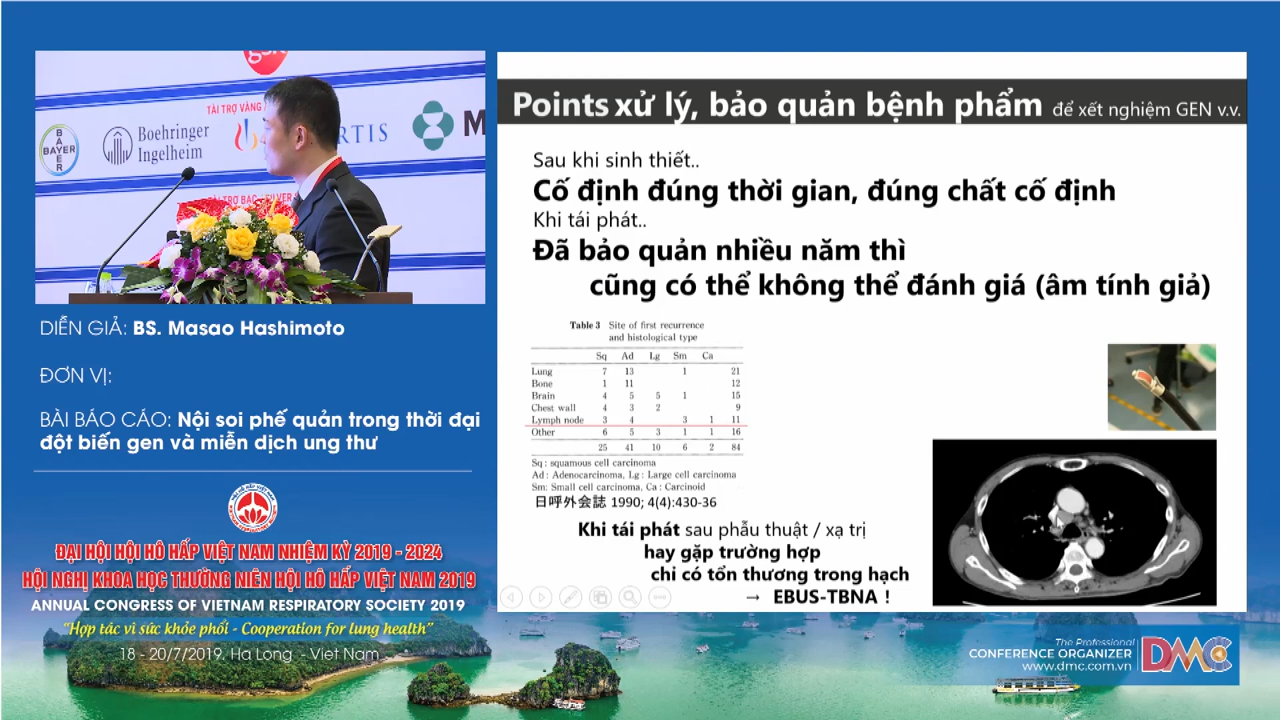 gsk
TÀI TRỢ VÀNG
BAYER
BAYER
Boehringer
Ingelheim
RTIS
M
TÀI TRỢ BẠC
DIỄN GIẢ: BS. Masao Hashimoto
ĐƠN VỊ:
BÀI BÁO CÁO: Nội soi phế quản trong thời đại
đột biến gen và miễn dịch ung thư
ĐẠI HỘI HỘI HÔ HẤP VIỆT NAM NHIỆM KỲ 2019 - 2024
HỘI NGHỊ KHOA HỌC THƯỜNG NIÊN HỘI HÔ HẤP VIỆT NAM 2019
ANNUAL CONGRESS OF VIETNAM RESPIRATORY SOCIETY 2019
“Hợp tác vì sức khỏe phổi - Cooperation for lung health”
18 - 20/7/2019. Ha Long - Viet Nam
Points xử lý, bảo quản bệnh phẩm để xét nghiệm GEN v.v.
Sau khi sinh thiết..
Cố định đúng thời gian, đúng chất cố định
Khi tái phát..
Đã bảo quản nhiều năm thì
cũng có thể không thể đánh giá (âm tính giả)
Table 3 Site of first recurrence
and histological type
Sq Ad Lg Sm Ca
Lung 7 13 1 21
Bone 1 11 12
Brain 4 5 5 1 15
Chest wall 4 3 2 9
Lymph node 3 4 3 1 11
Other 6 5 3 1 1 16
25 41 10 6 2 84
Sq : squamous cell carcinoma
Ad : Adenocarcinoma, Lg : Large cell carcinoma
Sm: Small cell carcinoma, Ca : Carcinoid
日呼外会誌 1990; 4(4):430-36
Khi tái phát sau phẫu thuật / xạ trị
hay gặp trường hợp
chỉ có tổn thương trong hạch
→ EBUS-TBNA !
The Professional
CONFERENCE ORGANIZER
www.dmc.com.vn
DMC